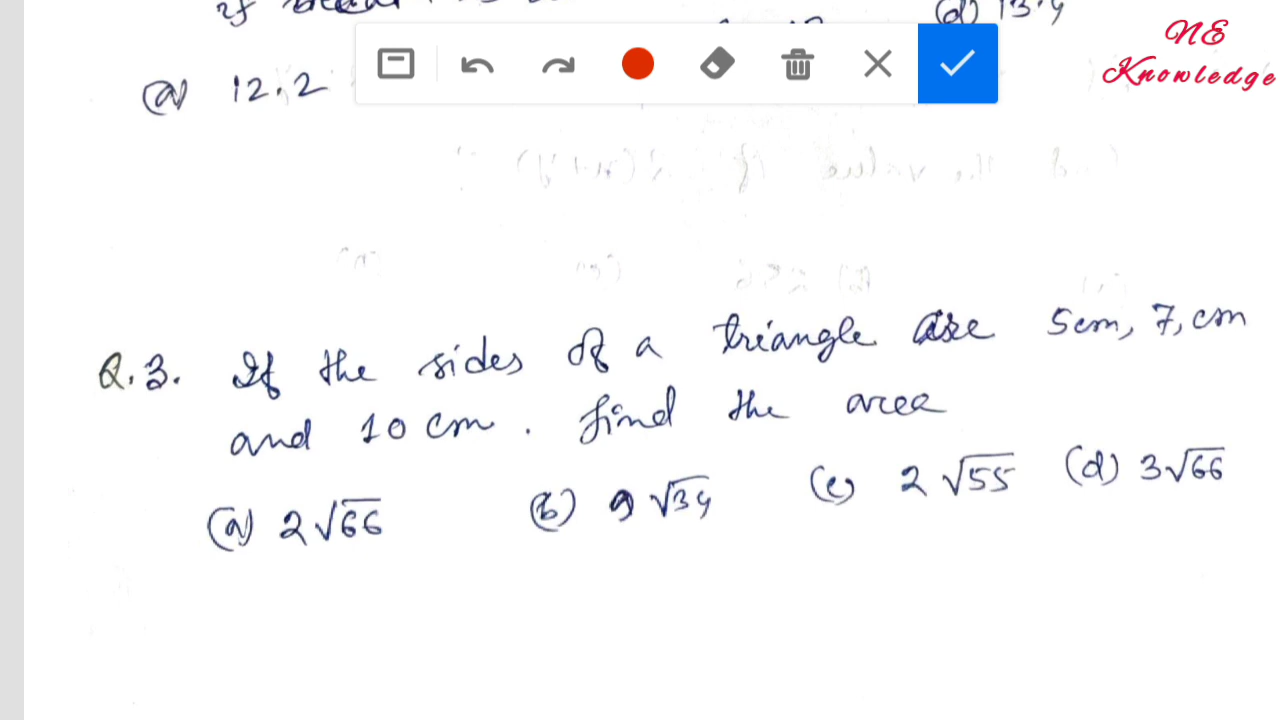 if
(d) 13.4
NE
Knowledge
(a) 12.2
Q.3. If the sides of a triangle are 5cm, 7,cm
and 10 cm. find the area
(a) 2√66 (b) 9√34 (c) 2√55 (d) 3√66